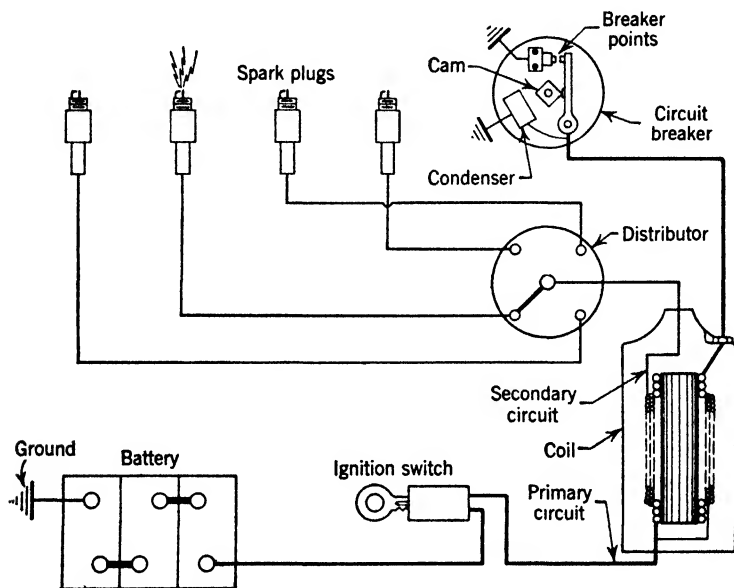 Breaker
points
Spark plugs
Cam
Circuit
breaker
Condenser
Distributor
Secondary
circuit
Coil
Ground
Battery
Ignition switch
Primary
circuit